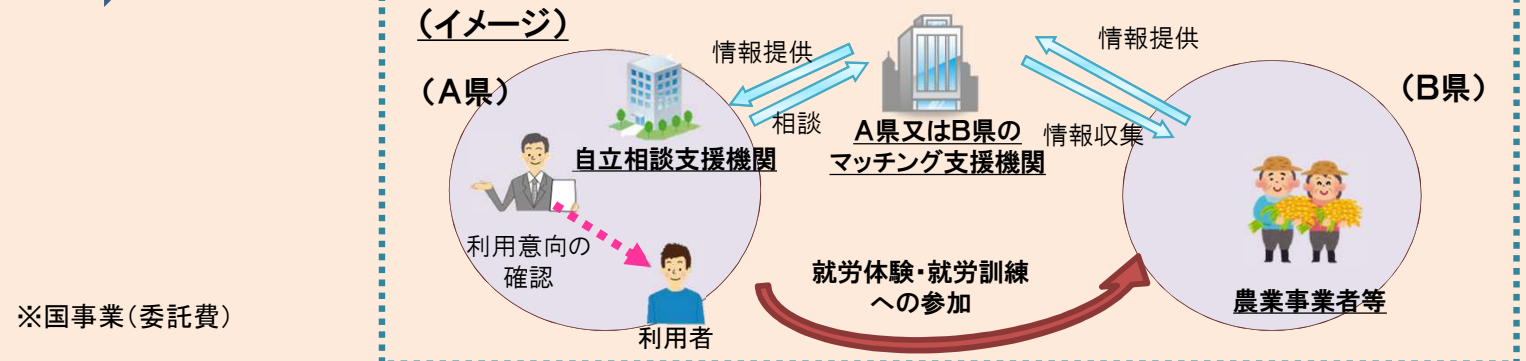 （イメージ）
（A県）
情報提供
相談
自立相談支援機関
利用意向の
確認
利用者
A県又はB県の
マッチング支援機関
情報提供
情報収集
（B県）
農業事業者等
就労体験・就労訓練
への参加
※国事業（委託費）